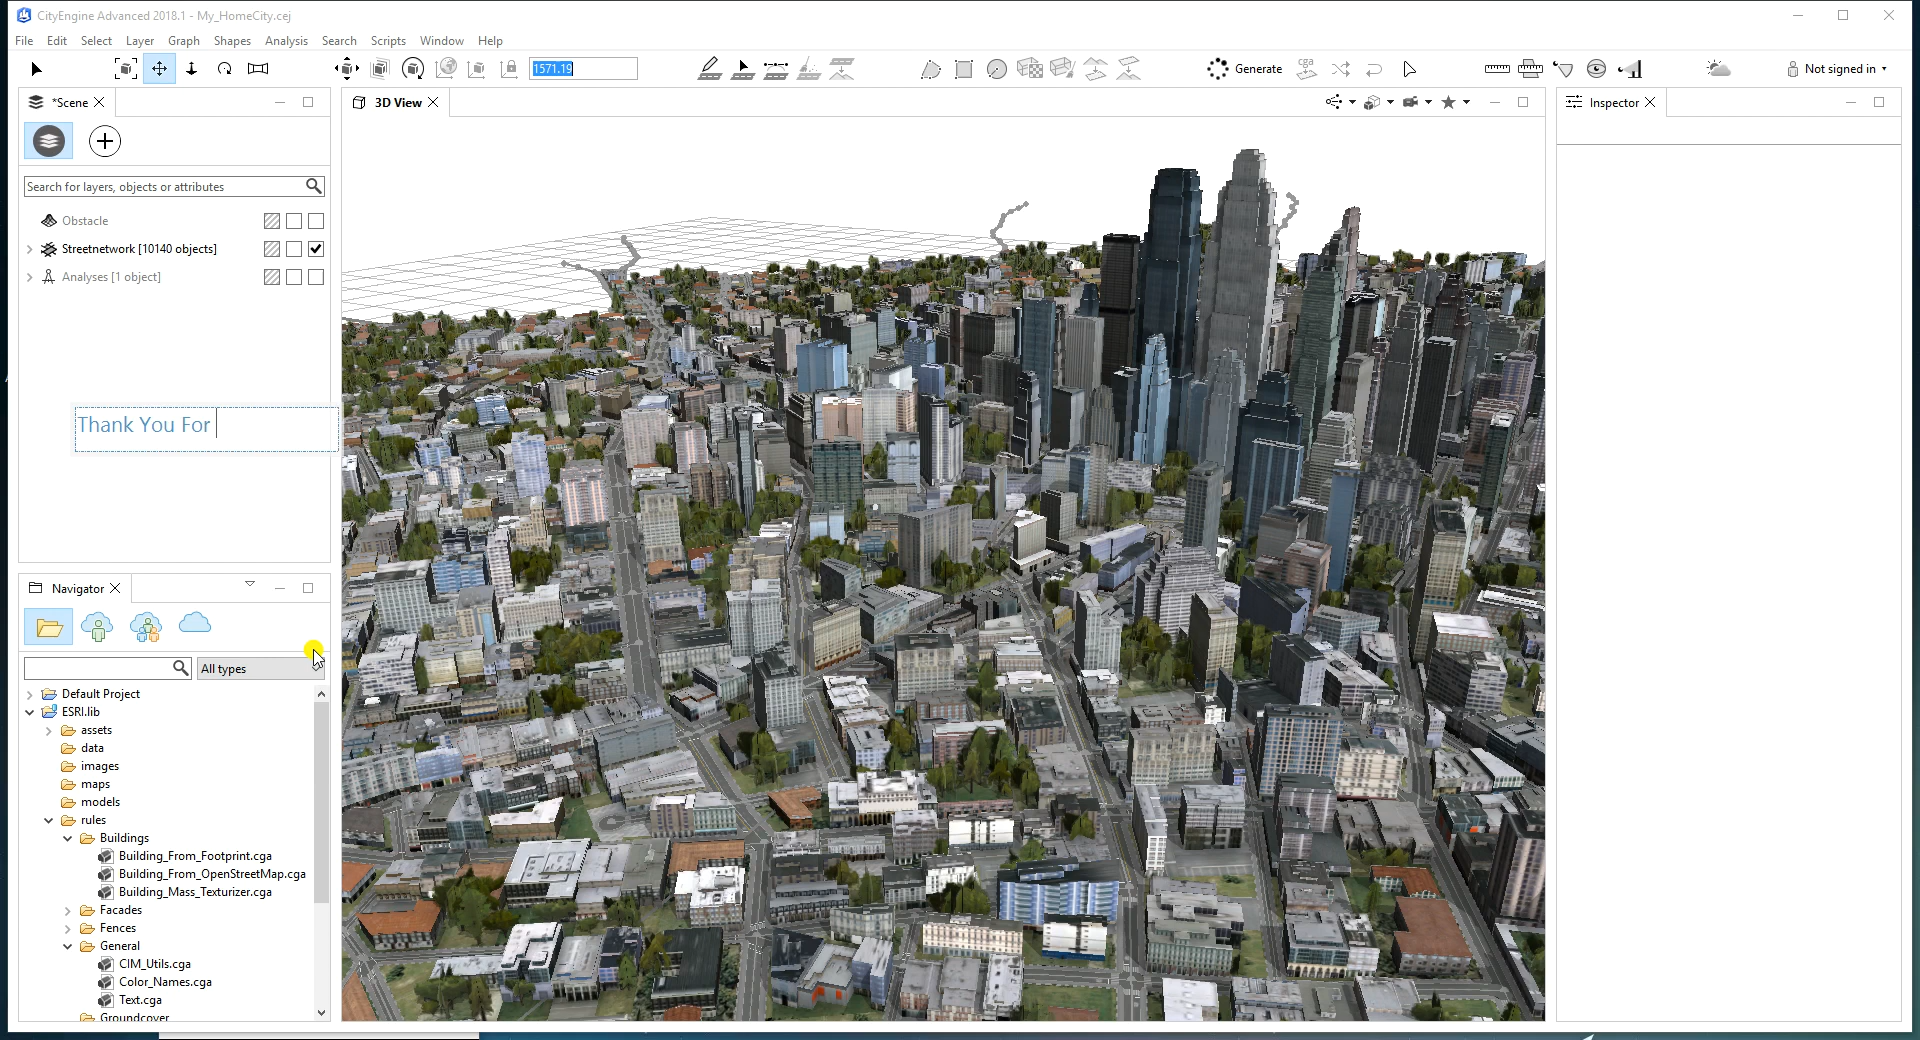 CityEngine Advanced 2018.1 - My_HomeCity.cej
File Edit Select Layer Graph Shapes Analysis Search Scripts Window Help
1571.19
Generate
cga
Not signed in
*Scene
3D View
Inspector
Search for layers, objects or attributes
Obstacle
Streetnetwork [10140 objects]
Analyses [1 object]
Thank You For
Navigator
All types
Default Project
ESRI.lib
assets
data
images
maps
models
rules
Buildings
Building_From_Footprint.cga
Building_From_OpenStreetMap.cga
Building_Mass_Texturizer.cga
Facades
Fences
General
CIM_Utils.cga
Color_Names.cga
Text.cga
Groundcover